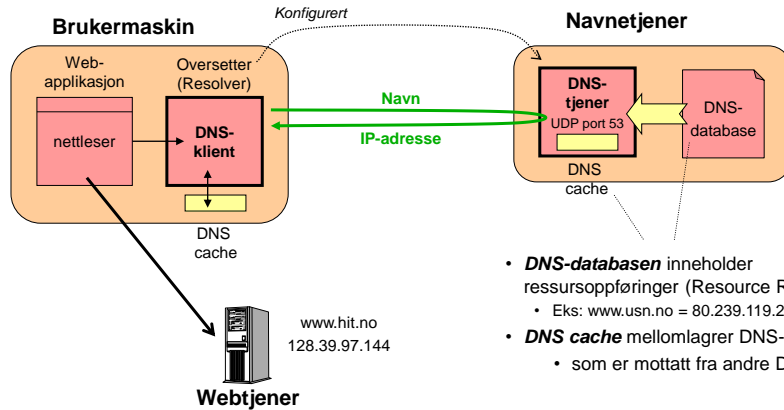 Brukermaskin
Konfigurert
Navnetjener
Web-
applikasjon
Oversetter
(Resolver)
nettleser
DNS-
klient
DNS
cache
Navn
IP-adresse
DNS-
tjener
UDP port 53
DNS
cache
DNS-
database
• DNS-databasen inneholder
ressursoppføringer (Resource R
• Eks: www.usn.no = 80.239.119.2
• DNS cache mellomlagrer DNS-
• som er mottatt fra andre D
www.hit.no
128.39.97.144
Webtjener